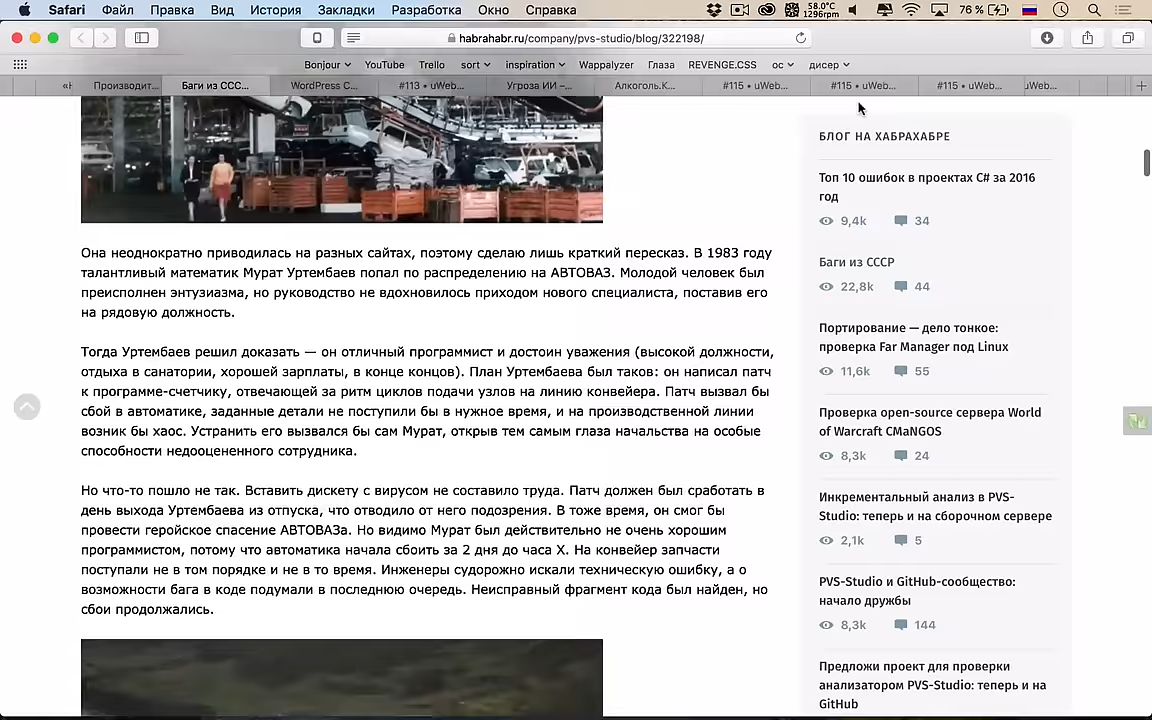 Safari Файл Правка Вид История Закладки Разработка Окно Справка 58.0°C 1296rpm 76 %
habrahabr.ru/company/pvs-studio/blog/322198/
Bonjour YouTube Trello sort inspiration Wappalyzer Глаза REVENGE.CSS ос дисер
«H Производит... Баги из ССС... WordPress C... #113 • uWeb... Угроза ИИ –... Алкоголь.К... #115 • uWeb... #115 • uWeb... #115 • uWeb... uWeb...
Она неоднократно приводилась на разных сайтах, поэтому сделаю лишь краткий пересказ. В 1983 году
талантливый математик Мурат Уртембаев попал по распределению на АВТОВАЗ. Молодой человек был
преисполнен энтузиазма, но руководство не вдохновилось приходом нового специалиста, поставив его
на рядовую должность.
Тогда Уртембаев решил доказать — он отличный программист и достоин уважения (высокой должности,
отдыха в санатории, хорошей зарплаты, в конце концов). План Уртембаева был таков: он написал патч
к программе-счетчику, отвечающей за ритм циклов подачи узлов на линию конвейера. Патч вызвал бы
сбой в автоматике, заданные детали не поступили бы в нужное время, и на производственной линии
возник бы хаос. Устранить его вызвался бы сам Мурат, открыв тем самым глаза начальства на особые
способности недооцененного сотрудника.
Но что-то пошло не так. Вставить дискету с вирусом не составило труда. Патч должен был сработать в
день выхода Уртембаева из отпуска, что отводило от него подозрения. В тоже время, он смог бы
провести геройское спасение АВТОВАЗа. Но видимо Мурат был действительно не очень хорошим
программистом, потому что автоматика начала сбоить за 2 дня до часа X. На конвейер запчасти
поступали не в том порядке и не в то время. Инженеры судорожно искали техническую ошибку, а о
возможности бага в коде подумали в последнюю очередь. Неисправный фрагмент кода был найден, но
сбои продолжались.
БЛОГ НА ХАБРАХАБРЕ
Топ 10 ошибок в проектах C# за 2016
год
9,4k 34
Баги из СССР
22,8k 44
Портирование — дело тонкое:
проверка Far Manager под Linux
11,6k 55
Проверка open-source сервера World
of Warcraft CMaNGOS
8,3k 24
Инкрементальный анализ в PVS-
Studio: теперь и на сборочном сервере
2,1k 5
PVS-Studio и GitHub-сообщество:
начало дружбы
8,3k 144
Предложи проект для проверки
анализатором PVS-Studio: теперь и на
GitHub